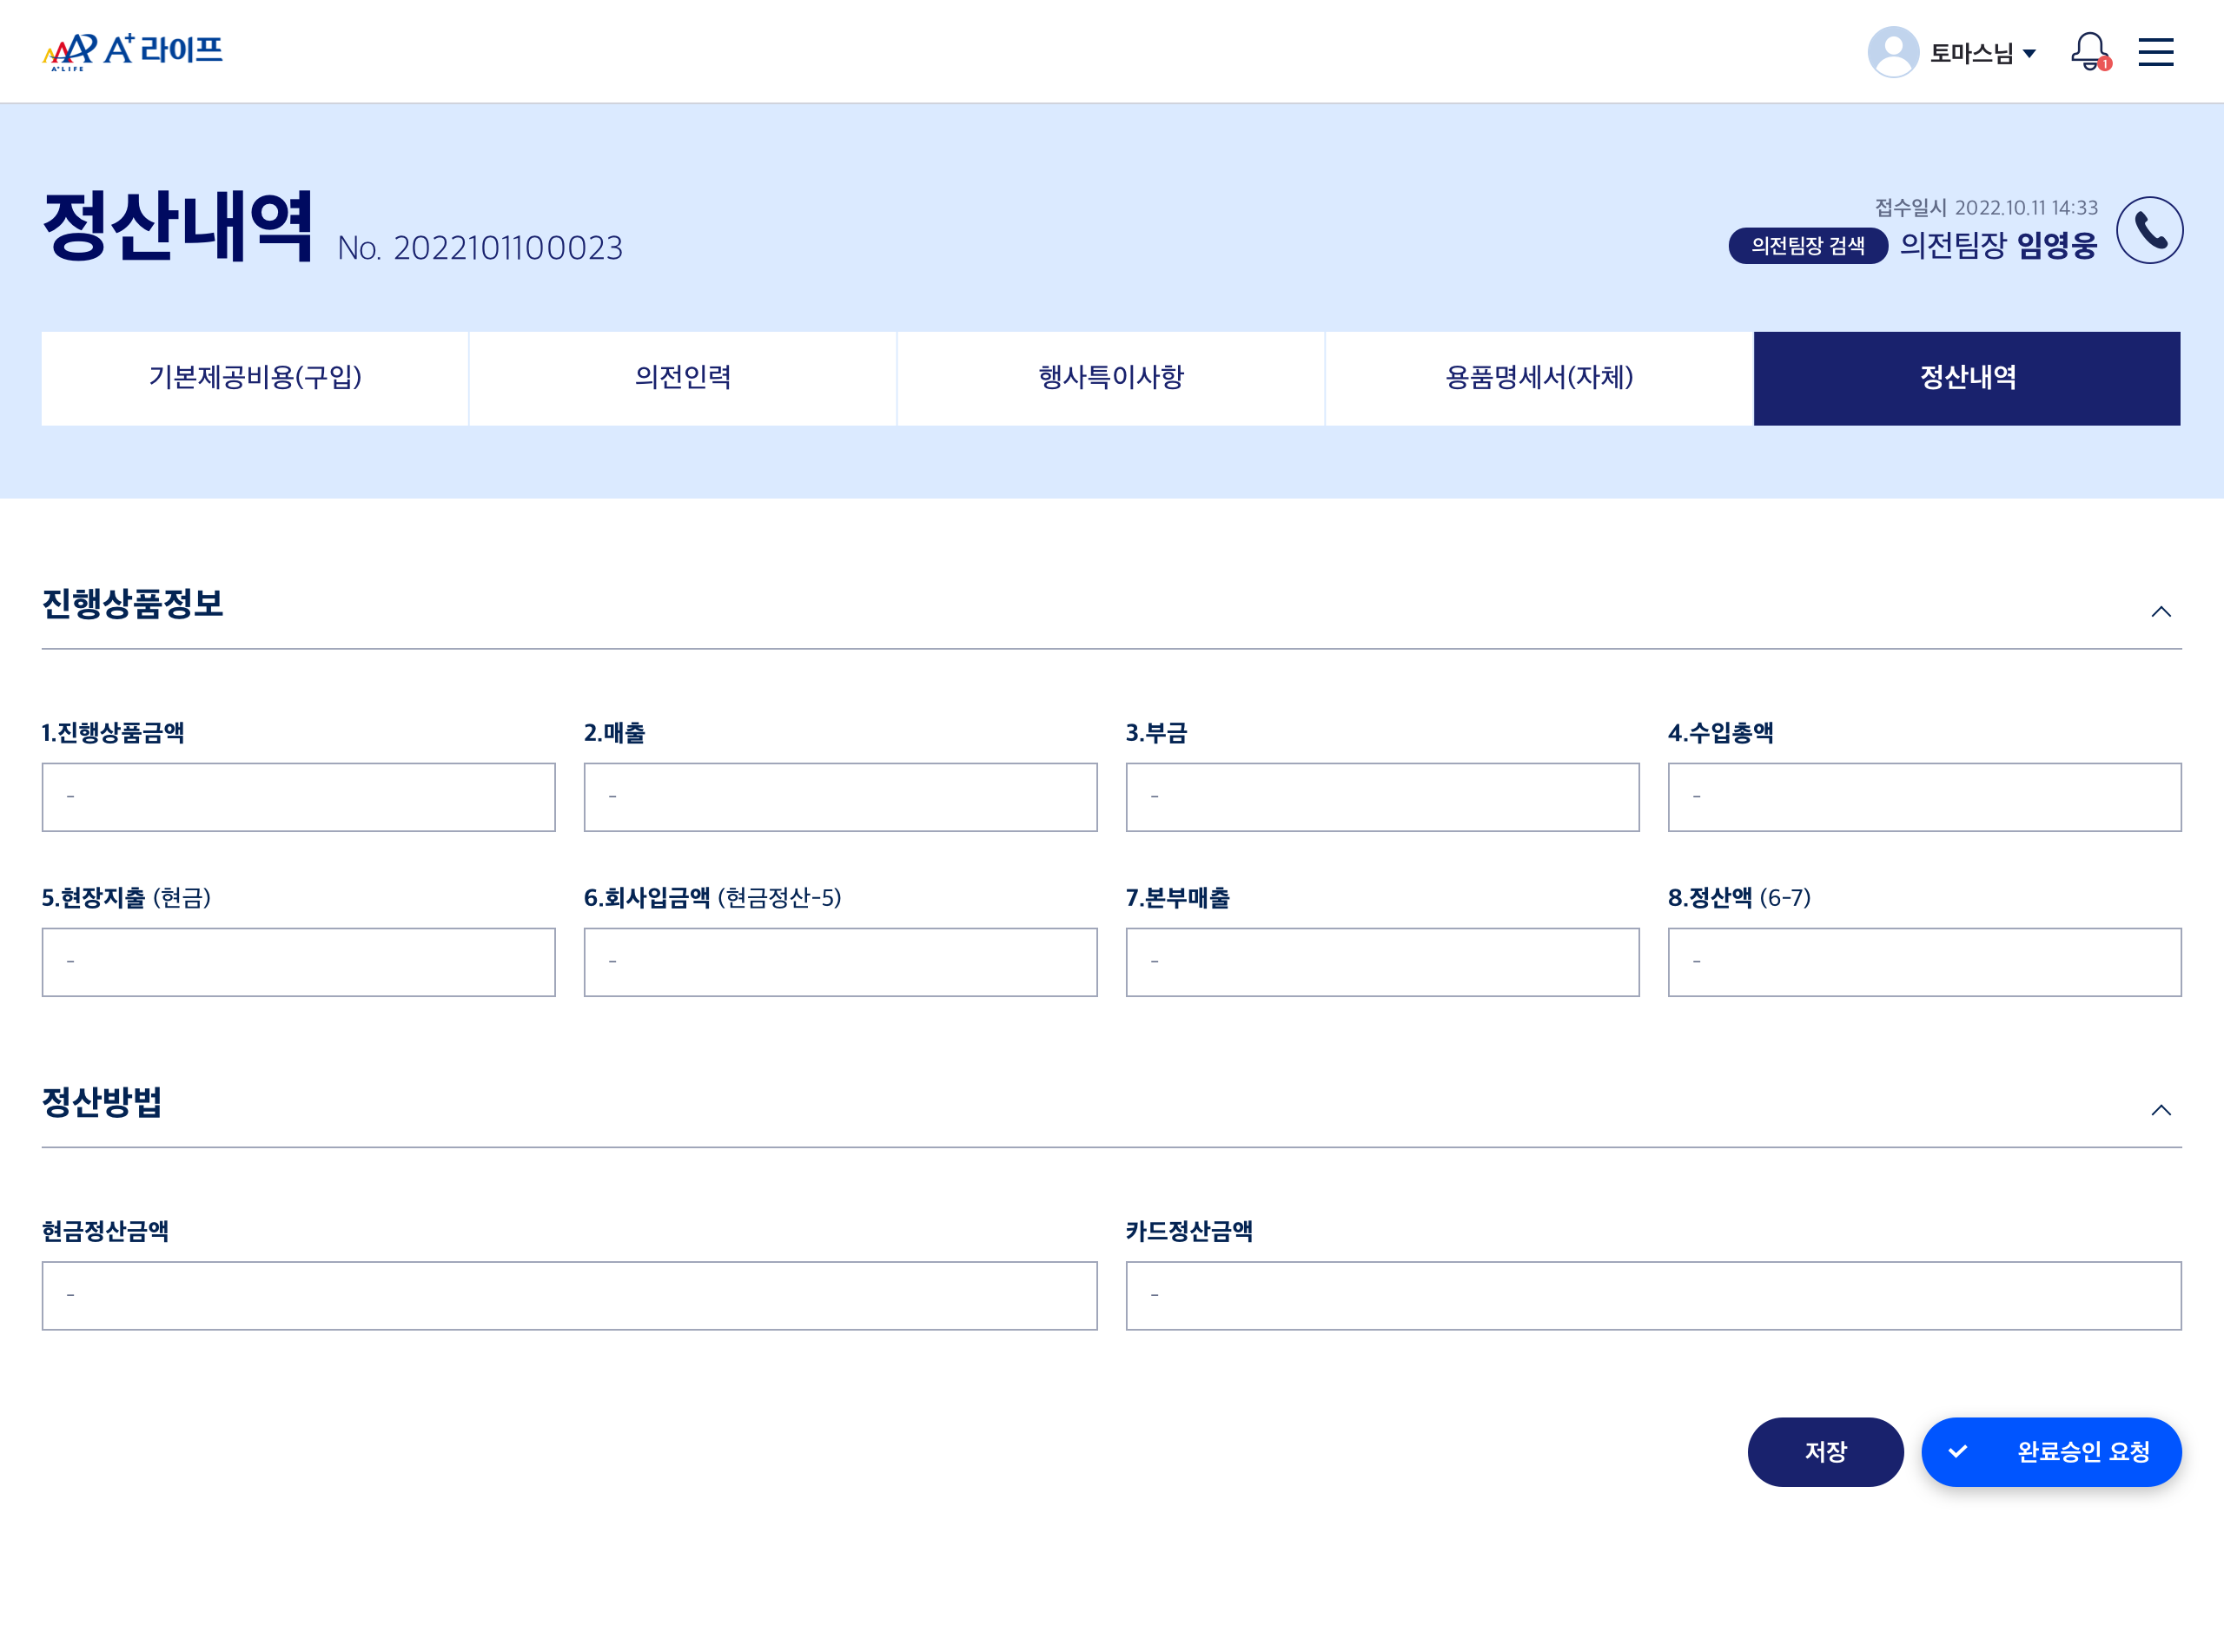 A+LIFE A+라이프
토마스님
1
정산내역 No. 2022101100023
접수일시 2022.10.11 14:33
의전팀장 검색 의전팀장 임영웅
기본제공비용(구입) 의전인력 행사특이사항 용품명세서(자체) 정산내역
진행상품정보
1.진행상품금액 2.매출 3.부금 4.수입총액
- - - -
5.현장지출 (현금) 6.회사입금액 (현금정산-5) 7.본부매출 8.정산액 (6-7)
- - - -
정산방법
현금정산금액 카드정산금액
- -
저장 완료승인 요청